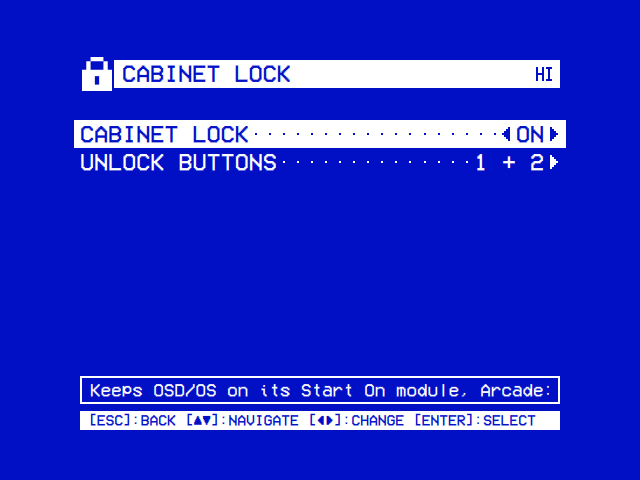 CABINET LOCK HI
CABINET LOCK················◀ON▶
UNLOCK BUTTONS··············1 + 2▶
Keeps OSD/OS on its Start On module, Arcade:
[ESC]:BACK [▲▼]:NAVIGATE [◀▶]:CHANGE [ENTER]:SELECT